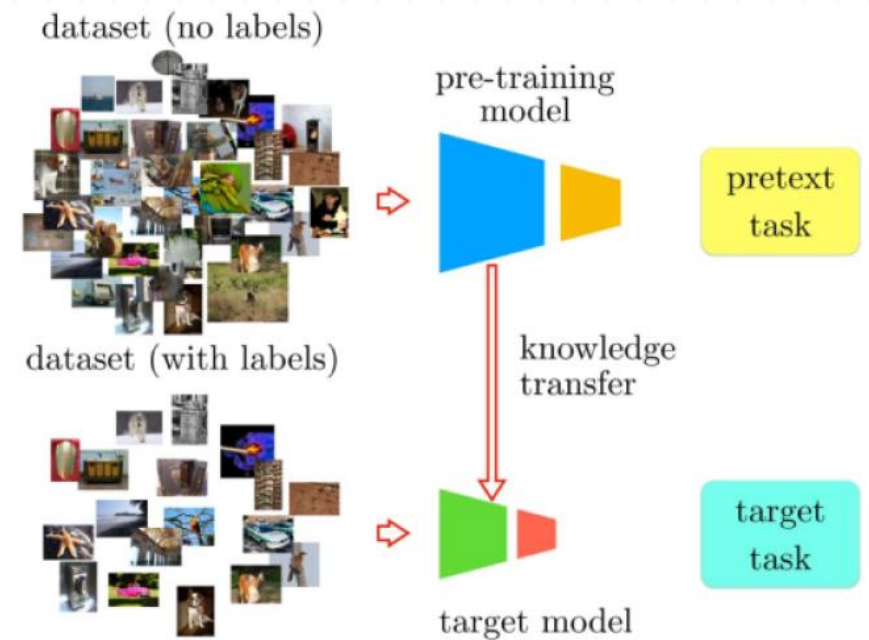 dataset (no labels)
pre-training
model
pretext
task
dataset (with labels)
knowledge
transfer
target
task
target model